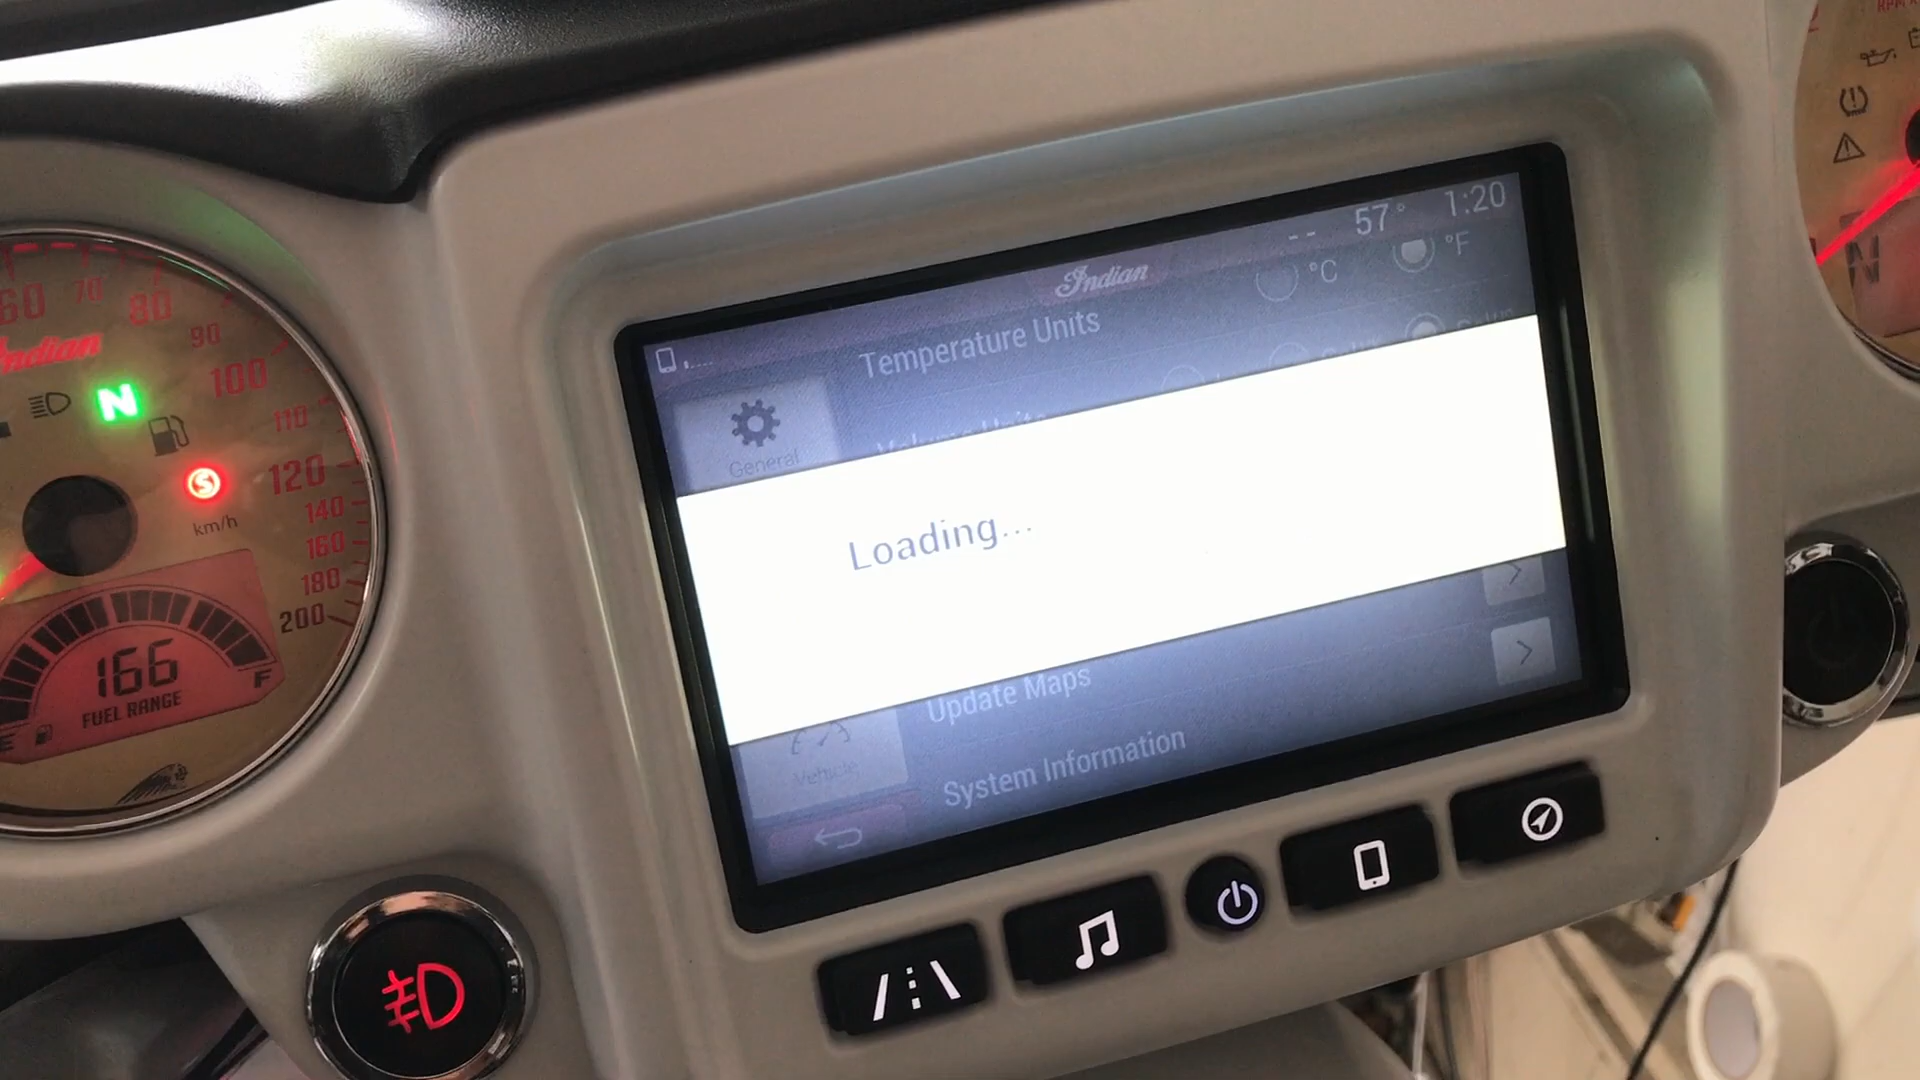 -- 57° 1:20
Indian
Temperature Units °C °F
General
Loading...
Update Maps
Vehicle
System Information
60 70 80 90 100 110 120 140 160 180 200
Indian
N
S
km/h
166
FUEL RANGE
E F
N